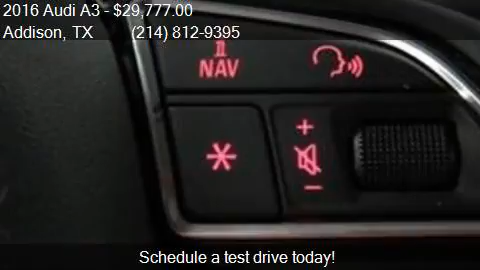 2016 Audi A3 - $29,777.00
Addison, TX (214) 812-9395
NAV
+
*
-
Schedule a test drive today!